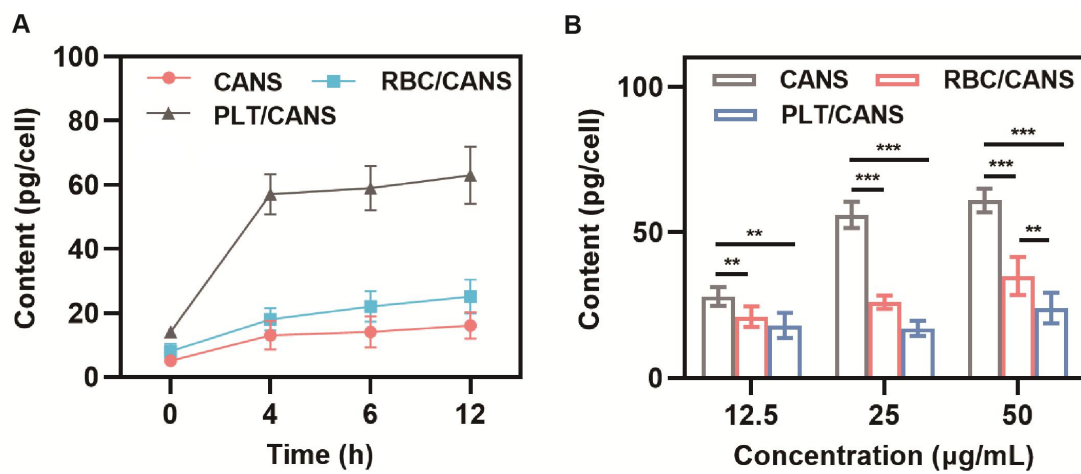 A
Content (pg/cell)
100
80
60
40
20
0
CANS RBC/CANS
PLT/CANS
0 4 6 12
Time (h)
B
Content (pg/cell)
100
50
0
CANS RBC/CANS
PLT/CANS
** **
*** ***
*** *** **
12.5 25 50
Concentration (μg/mL)